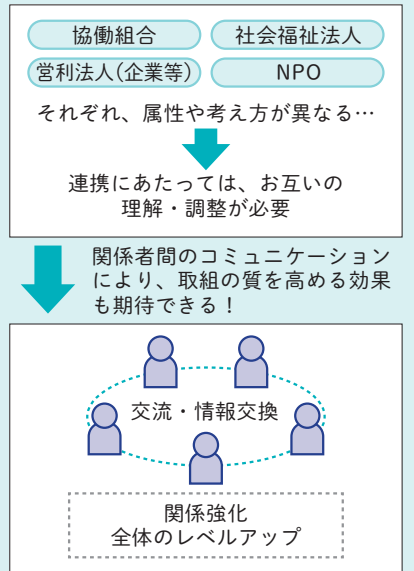 協働組合
社会福祉法人
営利法人(企業等)
NPO
それぞれ、属性や考え方が異なる…
連携にあたっては、お互いの
理解・調整が必要
関係者間のコミュニケーション
により、取組の質を高める効果
も期待できる！
交流・情報交換
関係強化
全体のレベルアップ